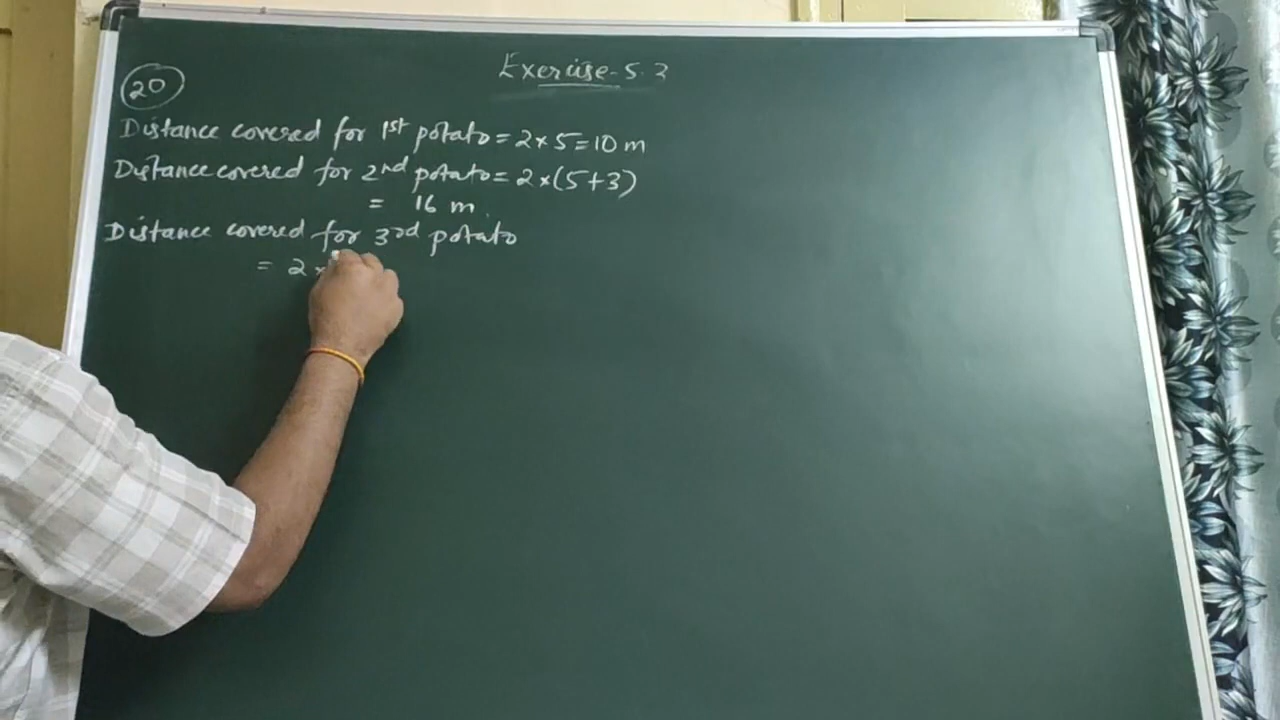 Exercise-5.3
20
Distance covered for 1st potato = 2×5 = 10 m
Distance covered for 2nd potato = 2×(5+3)
= 16 m.
Distance covered for 3rd potato
= 2×